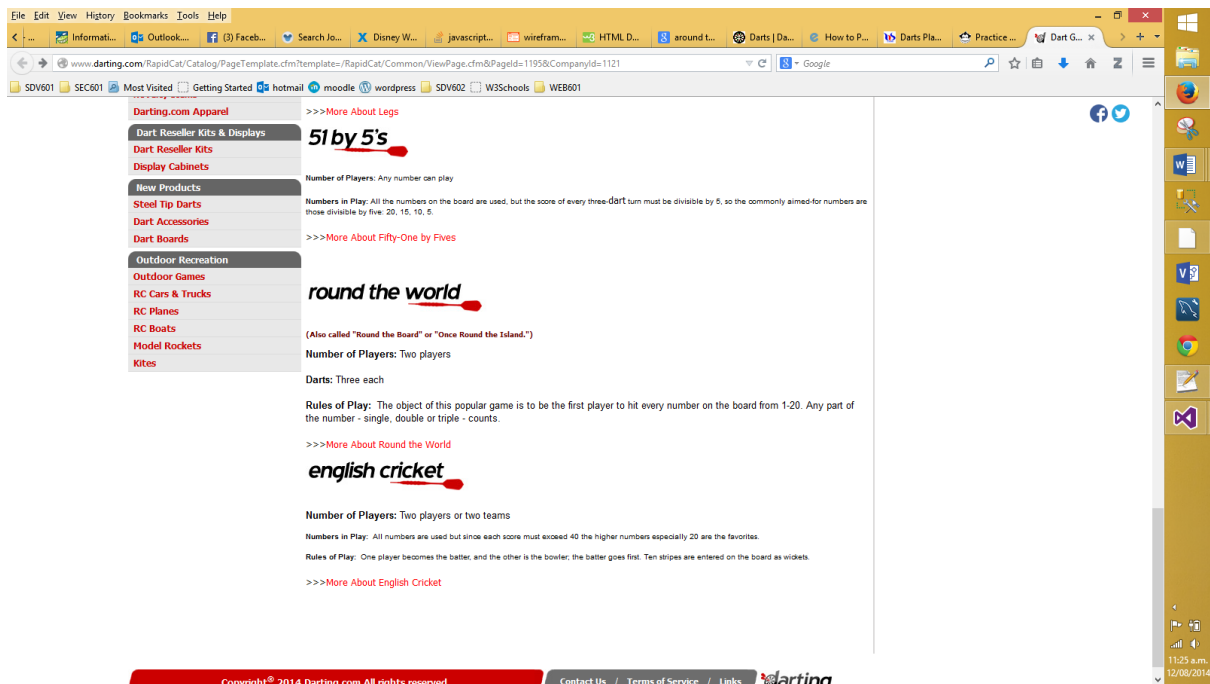 File Edit View History Bookmarks Tools Help
... Informati... Outlook.... (3) Faceb... Search Jo... Disney W... javascript... wirefram... HTML D... around t... Darts | Da... How to P... Darts Pla... Practice ... Dart G...
www.darting.com/RapidCat/Catalog/PageTemplate.cfm?template=/RapidCat/Common/ViewPage.cfm&PageId=1195&CompanyId=1121
Google
SDV601 SEC601 Most Visited Getting Started hotmail moodle wordpress SDV602 W3Schools WEB601
Darting.com Apparel
Dart Reseller Kits & Displays
Dart Reseller Kits
Display Cabinets
New Products
Steel Tip Darts
Dart Accessories
Dart Boards
Outdoor Recreation
Outdoor Games
RC Cars & Trucks
RC Planes
RC Boats
Model Rockets
Kites
>>>More About Legs
51 by 5's
Number of Players: Any number can play
Numbers in Play: All the numbers on the board are used, but the score of every three-dart turn must be divisible by 5, so the commonly aimed-for numbers are
those divisible by five: 20, 15, 10, 5.
>>>More About Fifty-One by Fives
round the world
(Also called "Round the Board" or "Once Round the Island.")
Number of Players: Two players
Darts: Three each
Rules of Play: The object of this popular game is to be the first player to hit every number on the board from 1-20. Any part of
the number - single, double or triple - counts.
>>>More About Round the World
english cricket
Number of Players: Two players or two teams
Numbers in Play: All numbers are used but since each score must exceed 40 the higher numbers especially 20 are the favorites.
Rules of Play: One player becomes the batter, and the other is the bowler; the batter goes first. Ten stripes are entered on the board as wickets.
>>>More About English Cricket
Copyright® 2014 Darting.com All rights reserved
Contact Us / Terms of Service / Links
darting
11:25 a.m.
12/08/2014